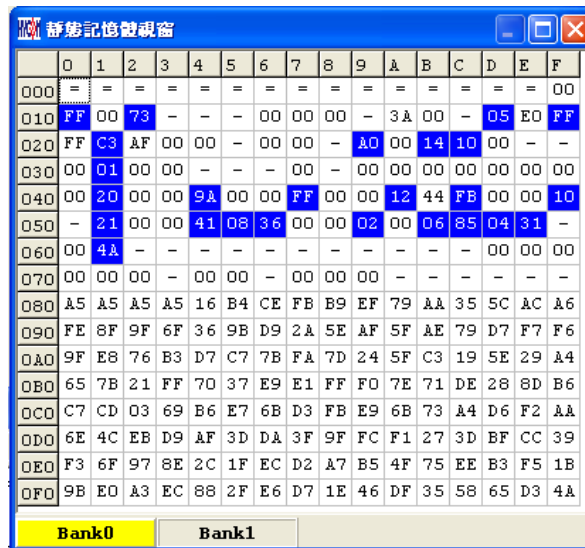 靜態記憶體視窗
0 1 2 3 4 5 6 7 8 9 A B C D E F
000 = = = = = = = = = = = = = = = 00
010 FF 00 73 - - - 00 00 00 - 3A 00 - 05 E0 FF
020 FF C3 AF 00 00 - 00 00 - A0 00 14 10 00 - -
030 00 01 00 00 - - - 00 - 00 00 00 00 00 00 00
040 00 20 00 00 9A 00 00 FF 00 00 12 44 FB 00 00 10
050 - 21 00 00 41 08 36 00 00 02 00 06 85 04 31 -
060 00 4A - - - - - - - - - - - 00 00 00
070 00 00 00 - 00 00 - 00 00 00 - - - - - -
080 A5 A5 A5 A5 16 B4 CE FB B9 EF 79 AA 35 5C AC A6
090 FE 8F 9F 6F 36 9B D9 2A 5E AF 5F AE 79 D7 F7 F6
0A0 9F E8 76 B3 D7 C7 7B FA 7D 24 5F C3 19 5E 29 A4
0B0 65 7B 21 FF 70 37 E9 E1 FF F0 7E 71 DE 28 8D B6
0C0 C7 CD 03 69 B6 E7 6B D3 FB E9 6B 73 A4 D6 F2 AA
0D0 6E 4C EB D9 AF 3D DA 3F 9F FC F1 27 3D BF CC 39
0E0 F3 6F 97 8E 2C 1F EC D2 A7 B5 4F 75 EE B3 F5 1B
0F0 9B E0 A3 EC 88 2F E6 D7 1E 46 DF 35 58 65 D3 4A
Bank0 Bank1